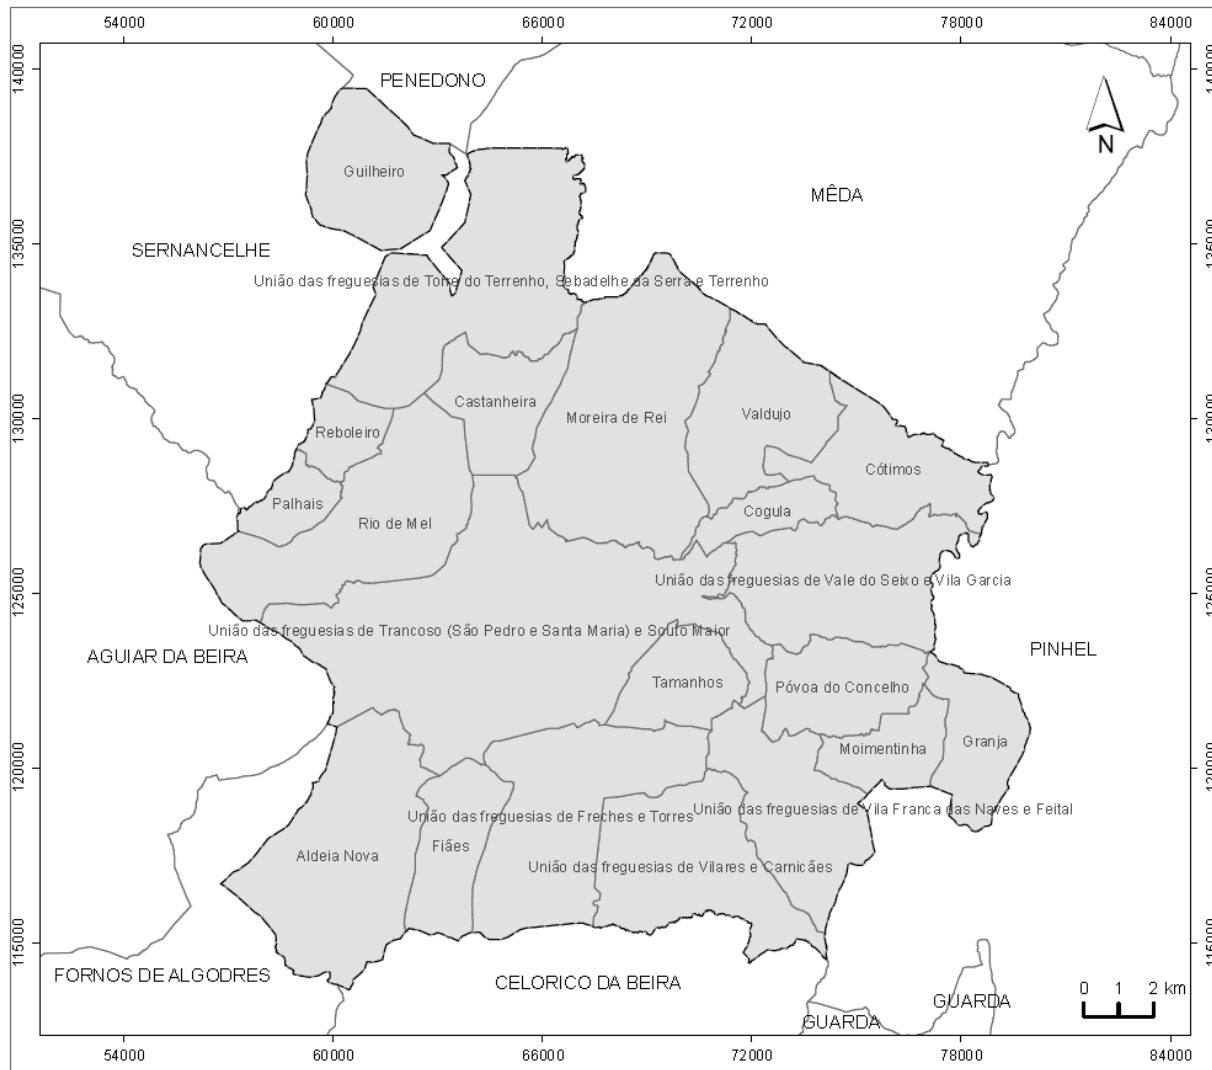 54000 60000 66000 72000 78000 84000
140000 140000
PENEDONO
N
Guilheiro
MÊDA
135000 135000
SERNANCELHE
União das freguesias de Torre do Terrenho, Sebadelhe da Serra e Terrenho
Castanheira
Moreira de Rei
Valdujo
130000 130000
Reboleiro
Cótimos
Palhais
Cogula
Rio de Mel
União das freguesias de Vale do Seixo e Vila Garcia
125000 125000
União das freguesias de Trancoso (São Pedro e Santa Maria) e Souto Maior
PINHEL
AGUIAR DA BEIRA
Tamanhos
Póvoa do Concelho
Granja
Moimentinha
120000 120000
União das freguesias de Vila Franca das Naves e Feital
União das freguesias de Freches e Torres
Fiães
Aldeia Nova
União das freguesias de Vilares e Carnicães
115000 115000
FORNOS DE ALGODRES
CELORICO DA BEIRA
0 1 2 km
GUARDA
GUARDA
54000 60000 66000 72000 78000 84000